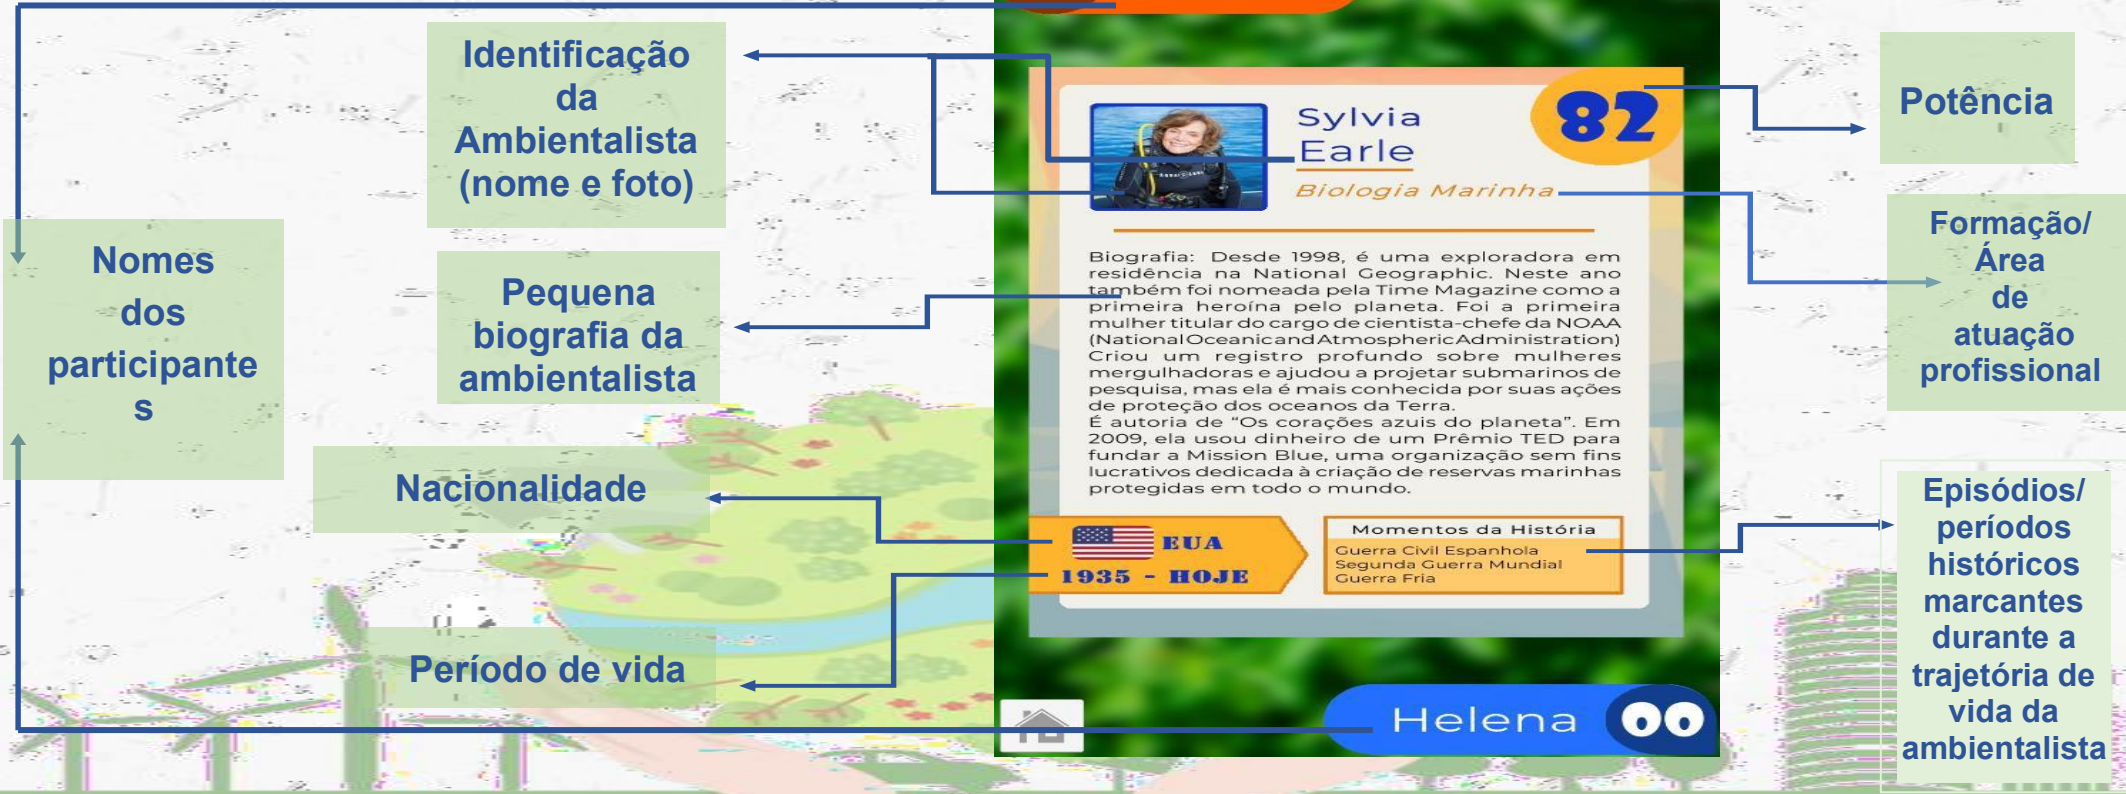 Identificação
da
Ambientalista
(nome e foto)
Nomes
dos
participante
s
Pequena
biografia da
ambientalista
Nacionalidade
Período de vida
Sylvia
Earle
82
Biologia Marinha
Biografia: Desde 1998, é uma exploradora em
residência na National Geographic. Neste ano
também foi nomeada pela Time Magazine como a
primeira heroína pelo planeta. Foi a primeira
mulher titular do cargo de cientista-chefe da NOAA
(National Oceanic and Atmospheric Administration)
Criou um registro profundo sobre mulheres
mergulhadoras e ajudou a projetar submarinos de
pesquisa, mas ela é mais conhecida por suas ações
de proteção dos oceanos da Terra.
É autoria de “Os corações azuis do planeta”. Em
2009, ela usou dinheiro de um Prêmio TED para
fundar a Mission Blue, uma organização sem fins
lucrativos dedicada à criação de reservas marinhas
protegidas em todo o mundo.
EUA
1935 - HOJE
Momentos da História
Guerra Civil Espanhola
Segunda Guerra Mundial
Guerra Fria
Helena
00
Potência
Formação/
Área
de
atuação
profissional
Episódios/
períodos
históricos
marcantes
durante a
trajetória de
vida da
ambientalista